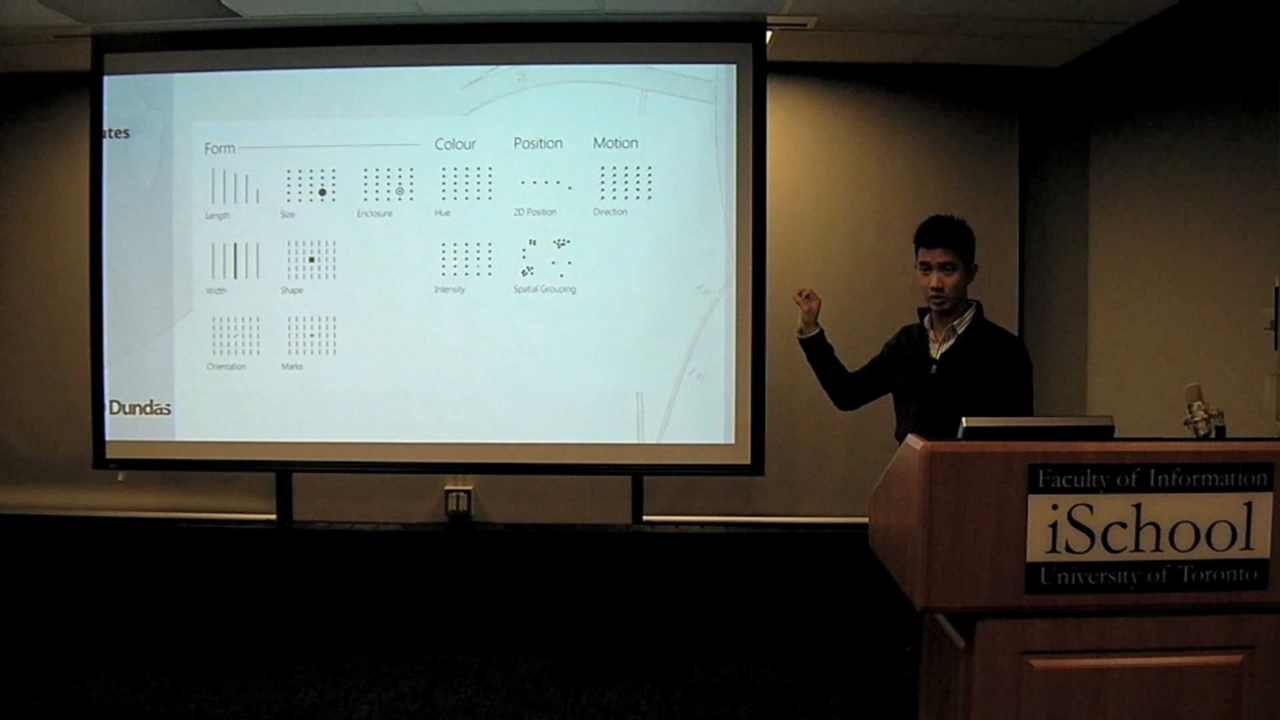 utes
Form Colour Position Motion
Length Size Enclosure Hue 2D Position Direction
Width Shape Intensity Spatial Grouping
Orientation Marks
Dundas
Faculty of Information
iSchool
University of Toronto